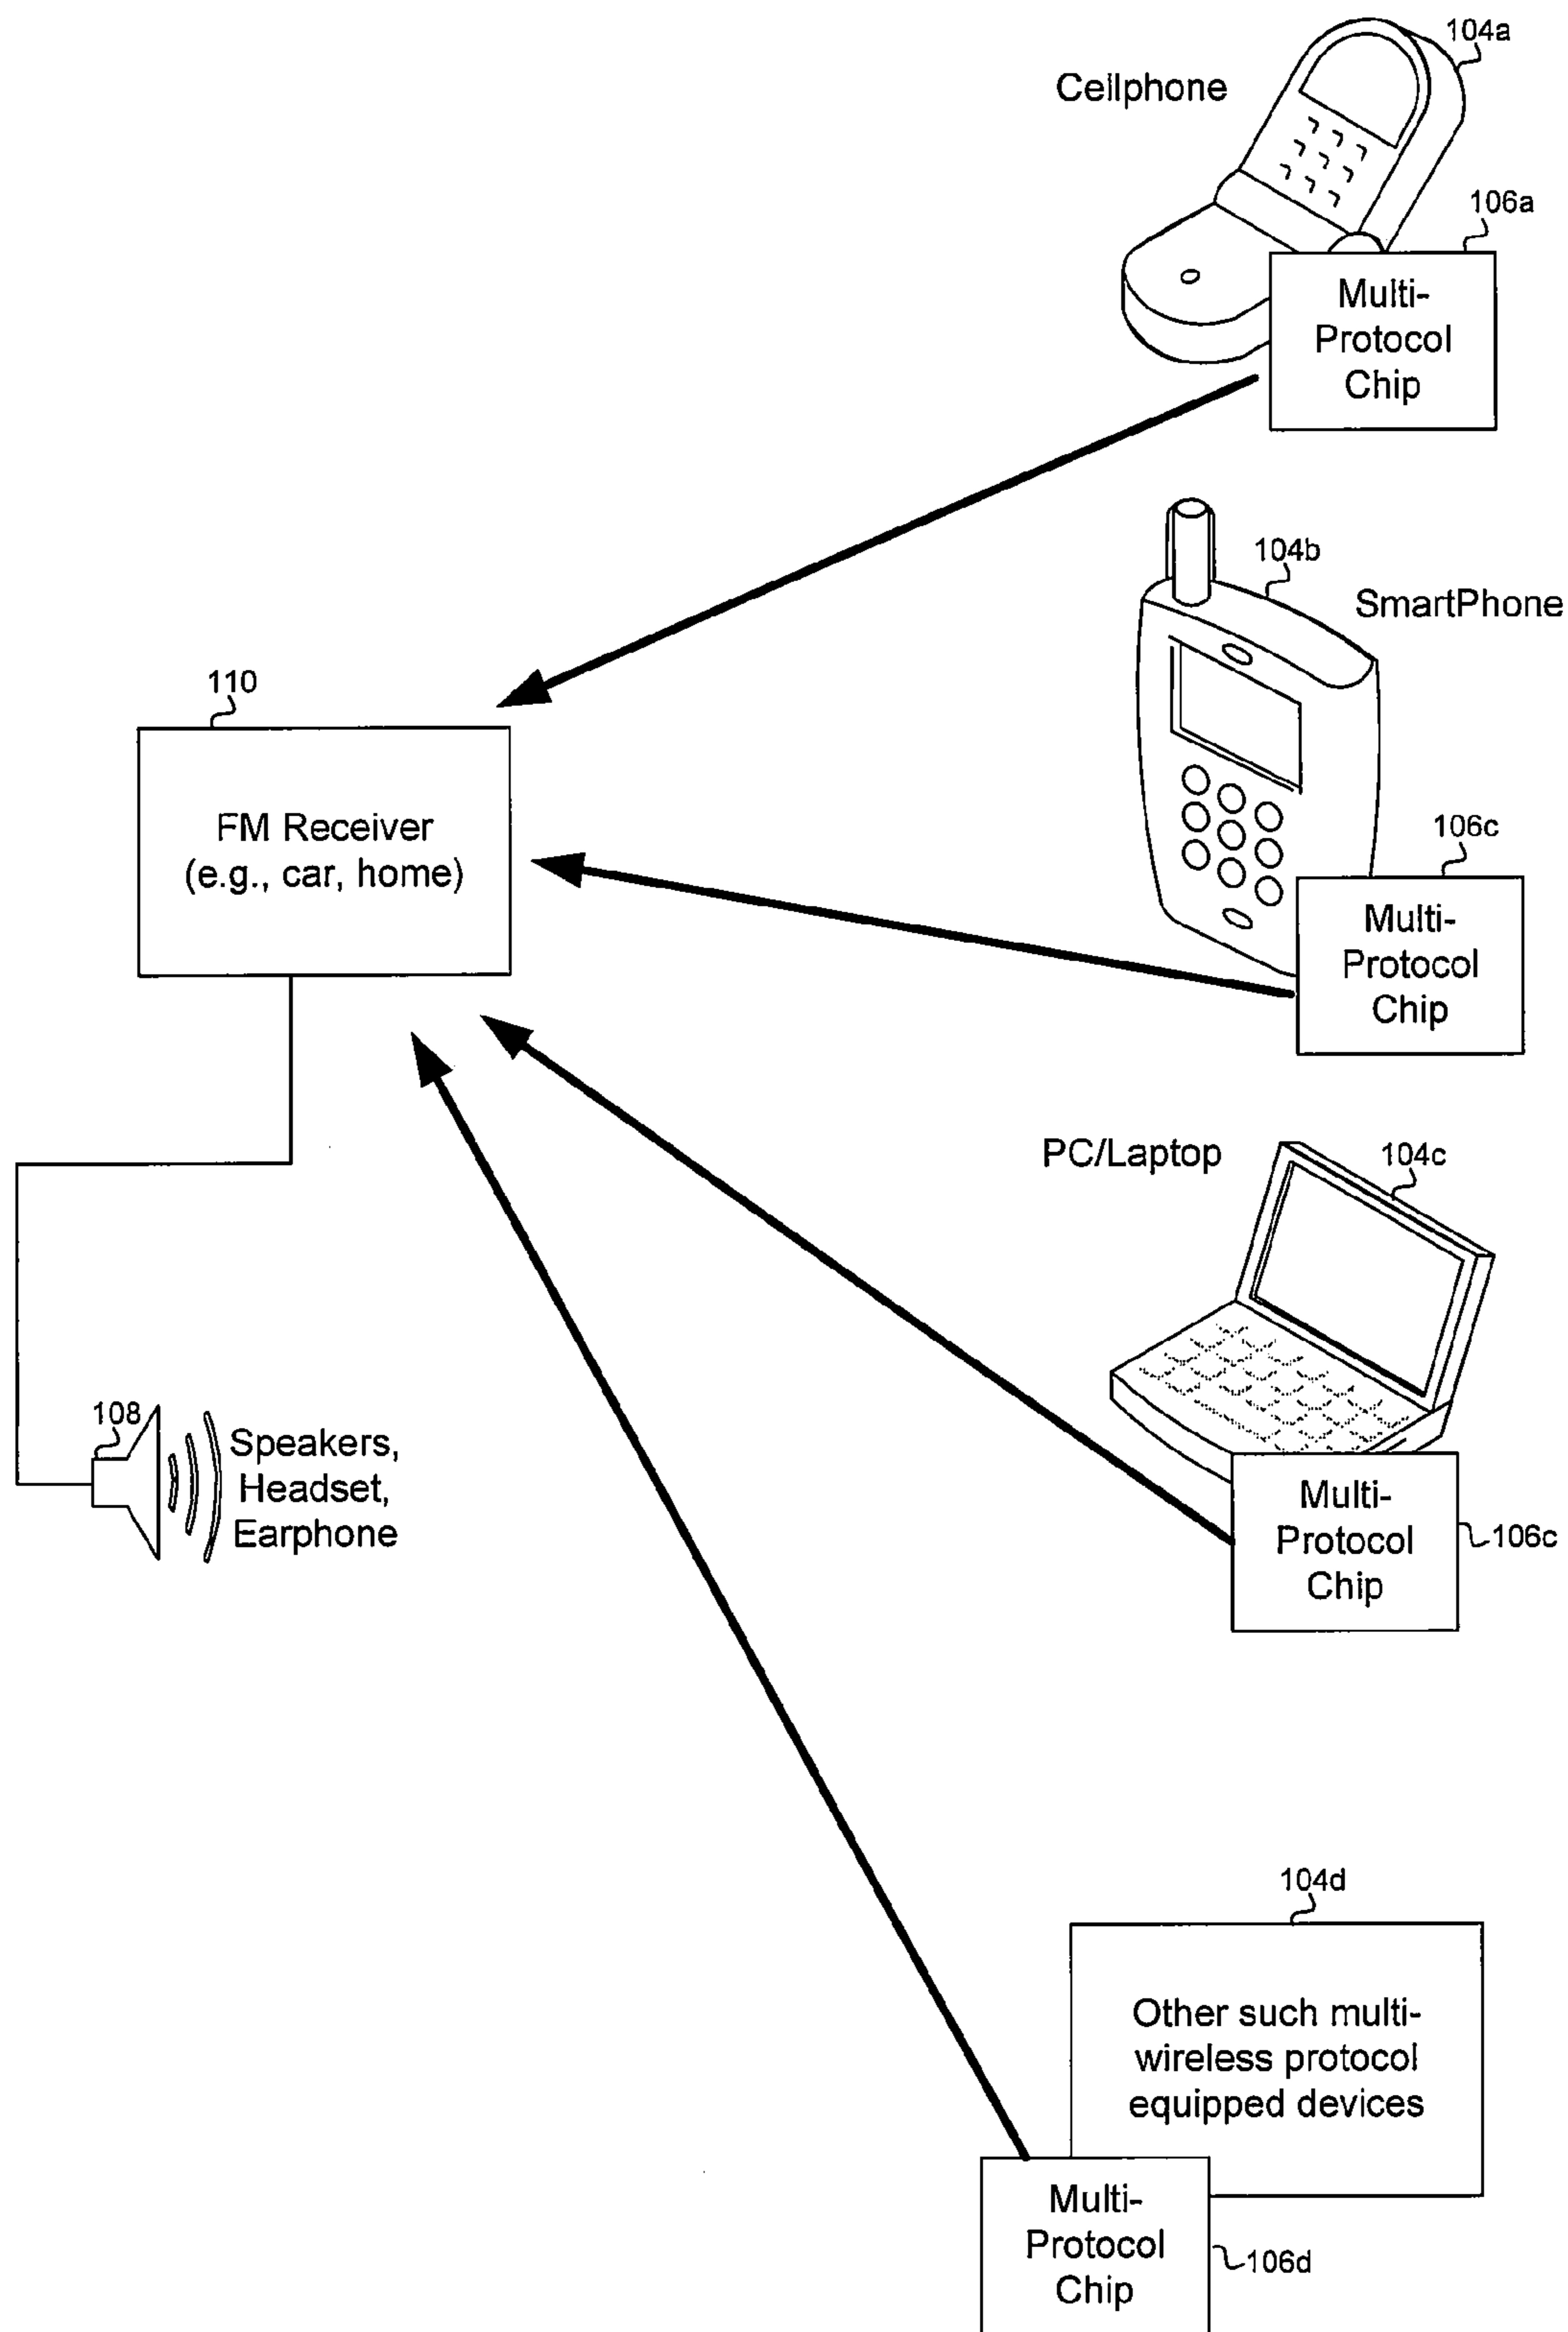 104a
Cellphone
106a
Multi-
Protocol
Chip
104b
SmartPhone
110
FM Receiver
(e.g., car, home)
106c
Multi-
Protocol
Chip
PC/Laptop
104c
108
Speakers,
Headset,
Earphone
Multi-
Protocol
Chip
106c
104d
Other such multi-
wireless protocol
equipped devices
Multi-
Protocol
Chip
106d